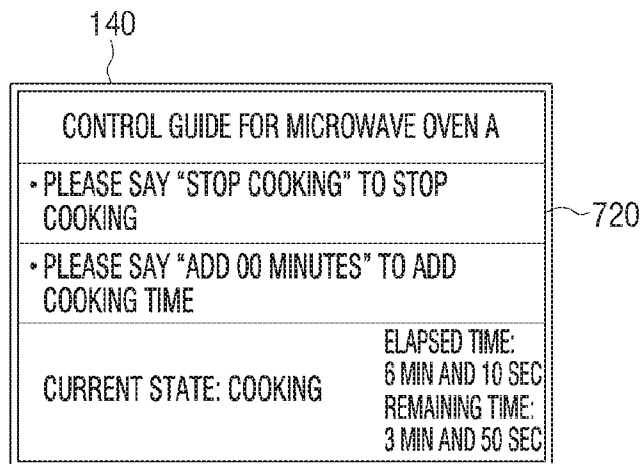 140
CONTROL GUIDE FOR MICROWAVE OVEN A
• PLEASE SAY “STOP COOKING” TO STOP
COOKING
720
• PLEASE SAY “ADD 00 MINUTES” TO ADD
COOKING TIME
CURRENT STATE: COOKING
ELAPSED TIME:
6 MIN AND 10 SEC
REMAINING TIME:
3 MIN AND 50 SEC